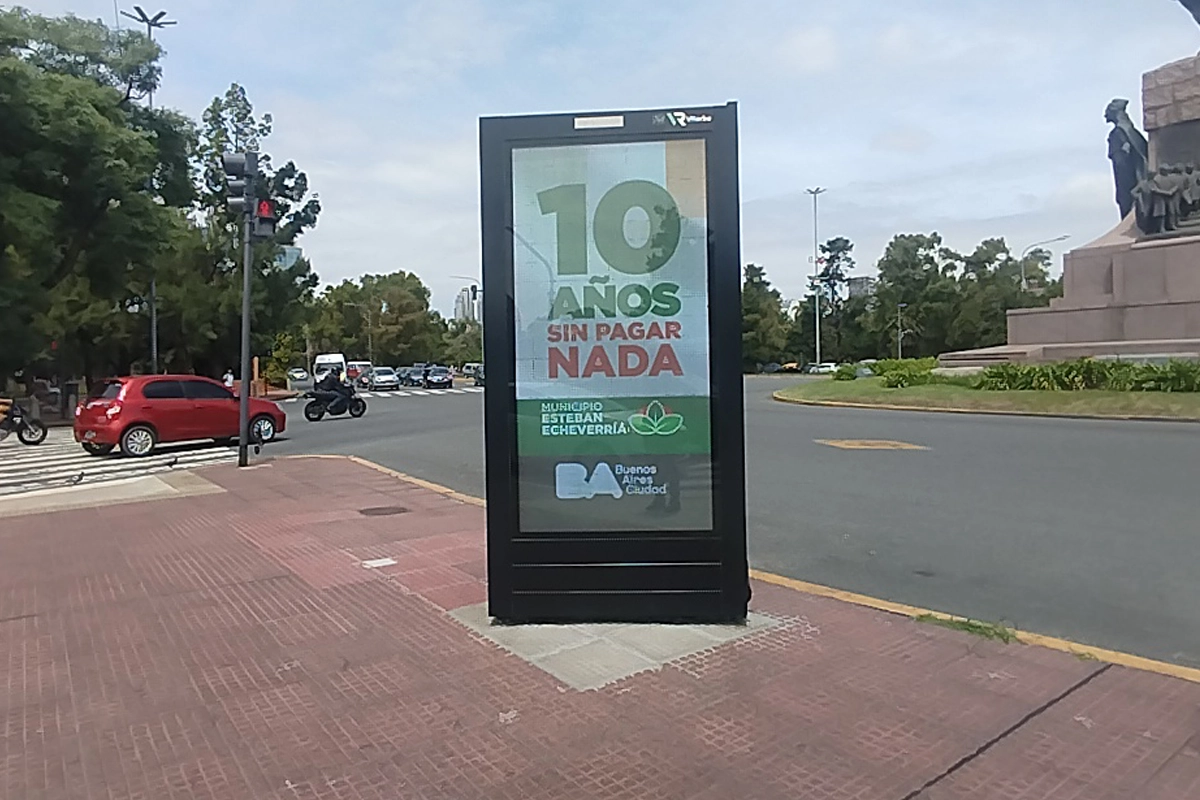 10
AÑOS
SIN PAGAR
NADA
MUNICIPIO
ESTEBAN
ECHEVERRÍA
BA Buenos
Aires
Ciudad